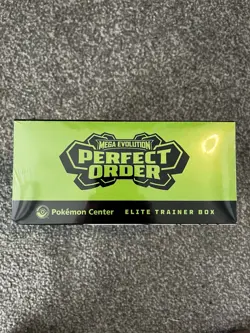 MEGA EVOLUTION
PERFECT
ORDER
Pokémon Center ELITE TRAINER BOX